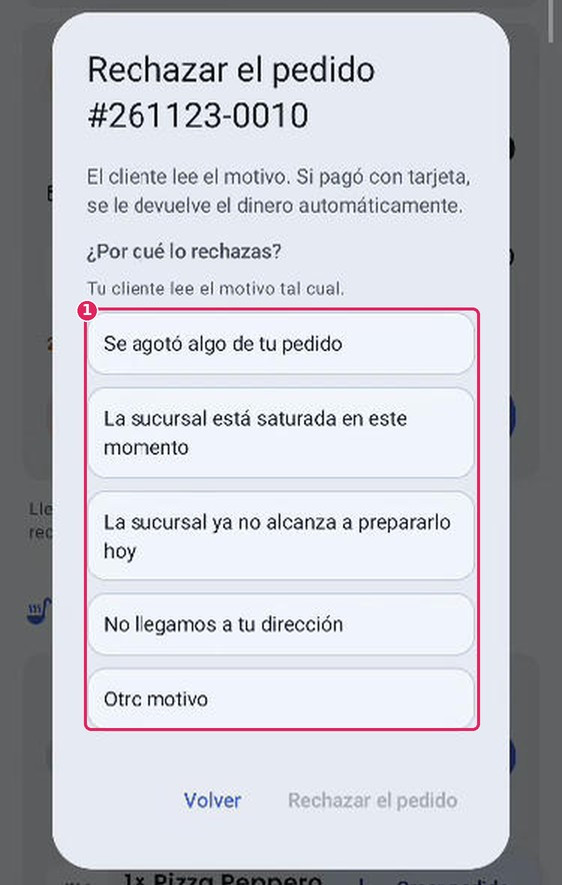 Rechazar el pedido
#261123-0010
El cliente lee el motivo. Si pagó con tarjeta,
se le devuelve el dinero automáticamente.
¿Por cué lo rechazas?
Tu cliente lee el motivo tal cual.
1
Se agotó algo de tu pedido
La sucursal está saturada en este
momento
La sucursal ya no alcanza a prepararlo
hoy
No llegamos a tu dirección
Otrc motivo
Volver
Rechazar el pedido
1x Pizza Peppero